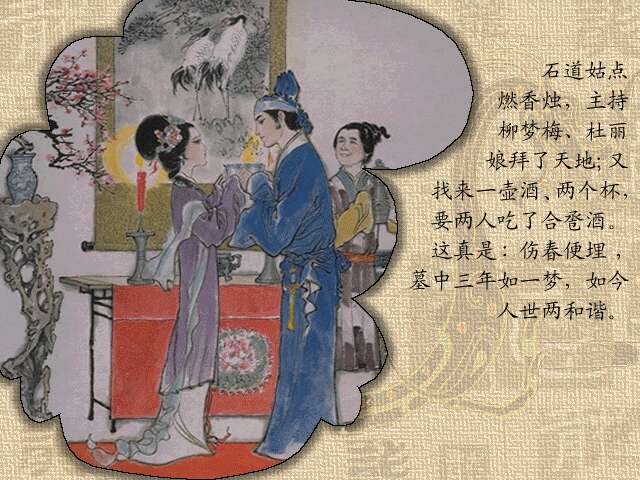 石道姑点
燃香烛，主持
柳梦梅、杜丽
娘拜了天地；又
找来一壶酒、两个杯，
要两人吃了合卺酒。
这真是：伤春便埋，
墓中三年如一梦，如今
人世两和谐。